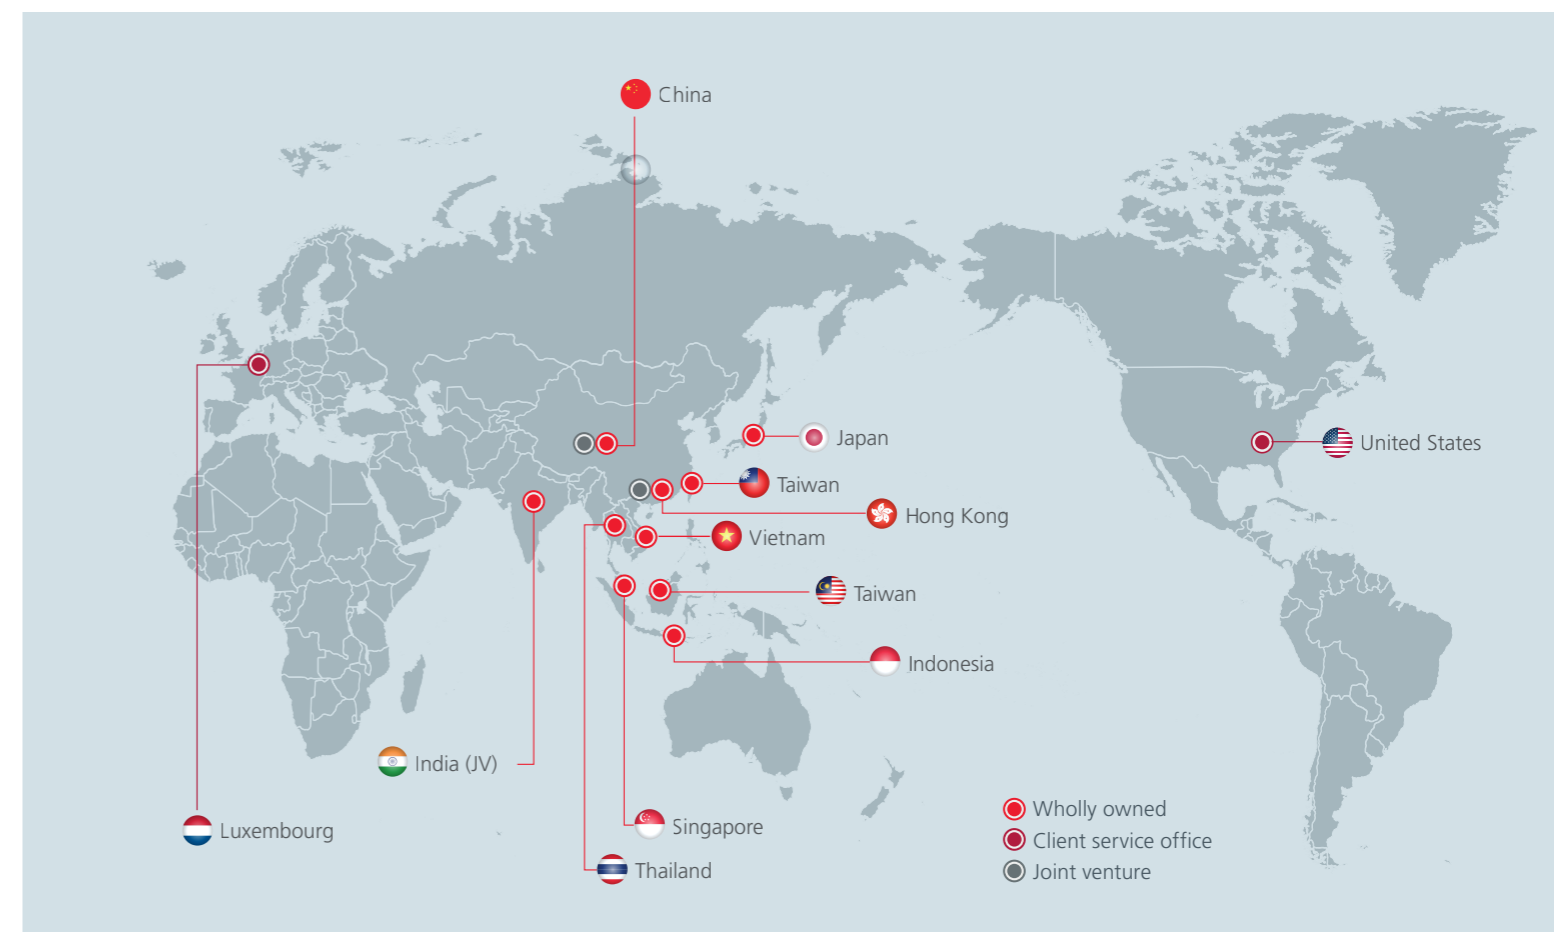 China
Japan
United States
Taiwan
Hong Kong
Vietnam
Taiwan
Indonesia
India (JV)
Luxembourg
Singapore
Thailand
Wholly owned
Client service office
Joint venture